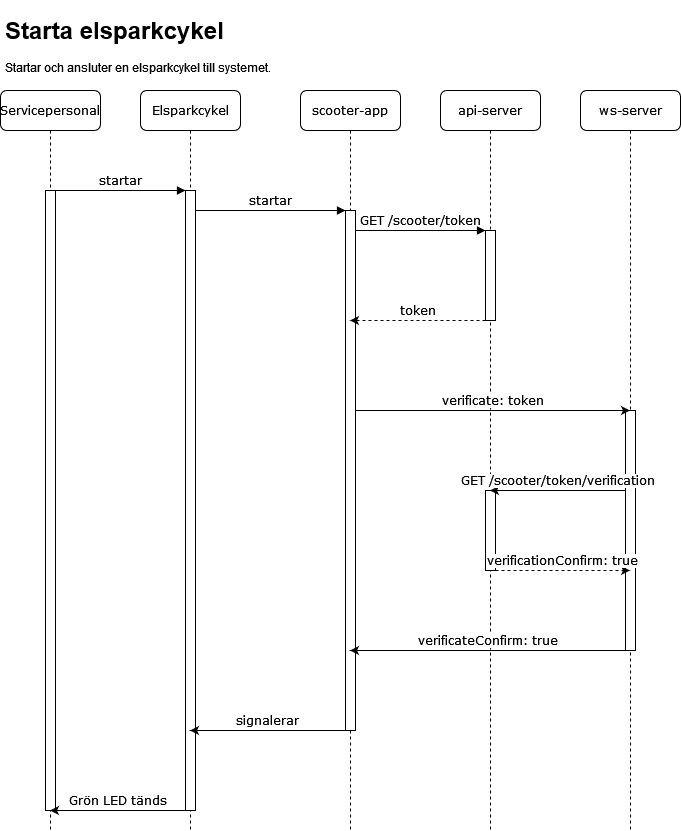 Starta elsparkcykel
Startar och ansluter en elsparkcykel till systemet.
Servicepersonal
Elsparkcykel
scooter-app
api-server
ws-server
startar
startar
GET /scooter/token
token
verificate: token
GET /scooter/token/verification
verificationConfirm: true
verificateConfirm: true
signalerar
Grön LED tänds